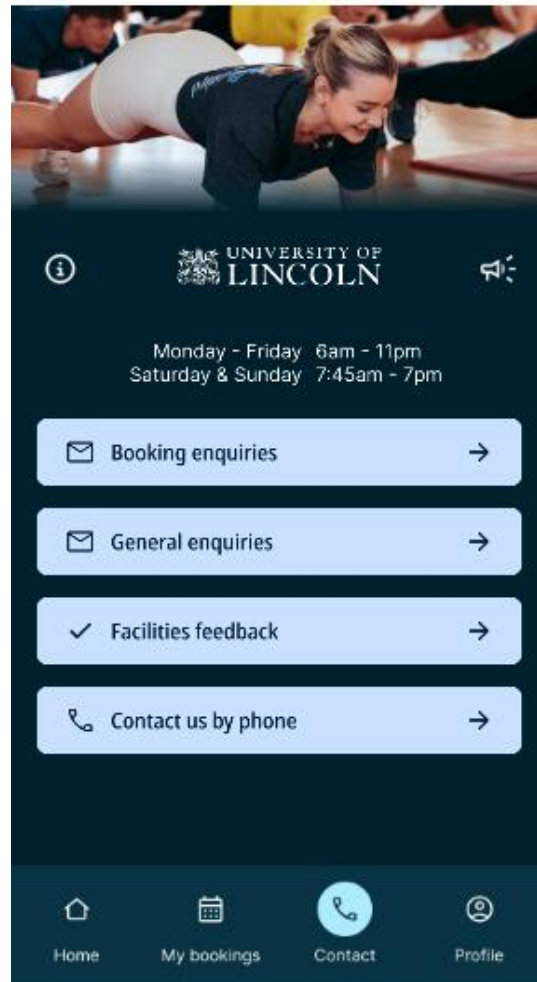 UNIVERSITY OF
LINCOLN
Monday - Friday 6am - 11pm
Saturday & Sunday 7:45am - 7pm
Booking enquiries
General enquiries
Facilities feedback
Contact us by phone
Home My bookings Contact Profile